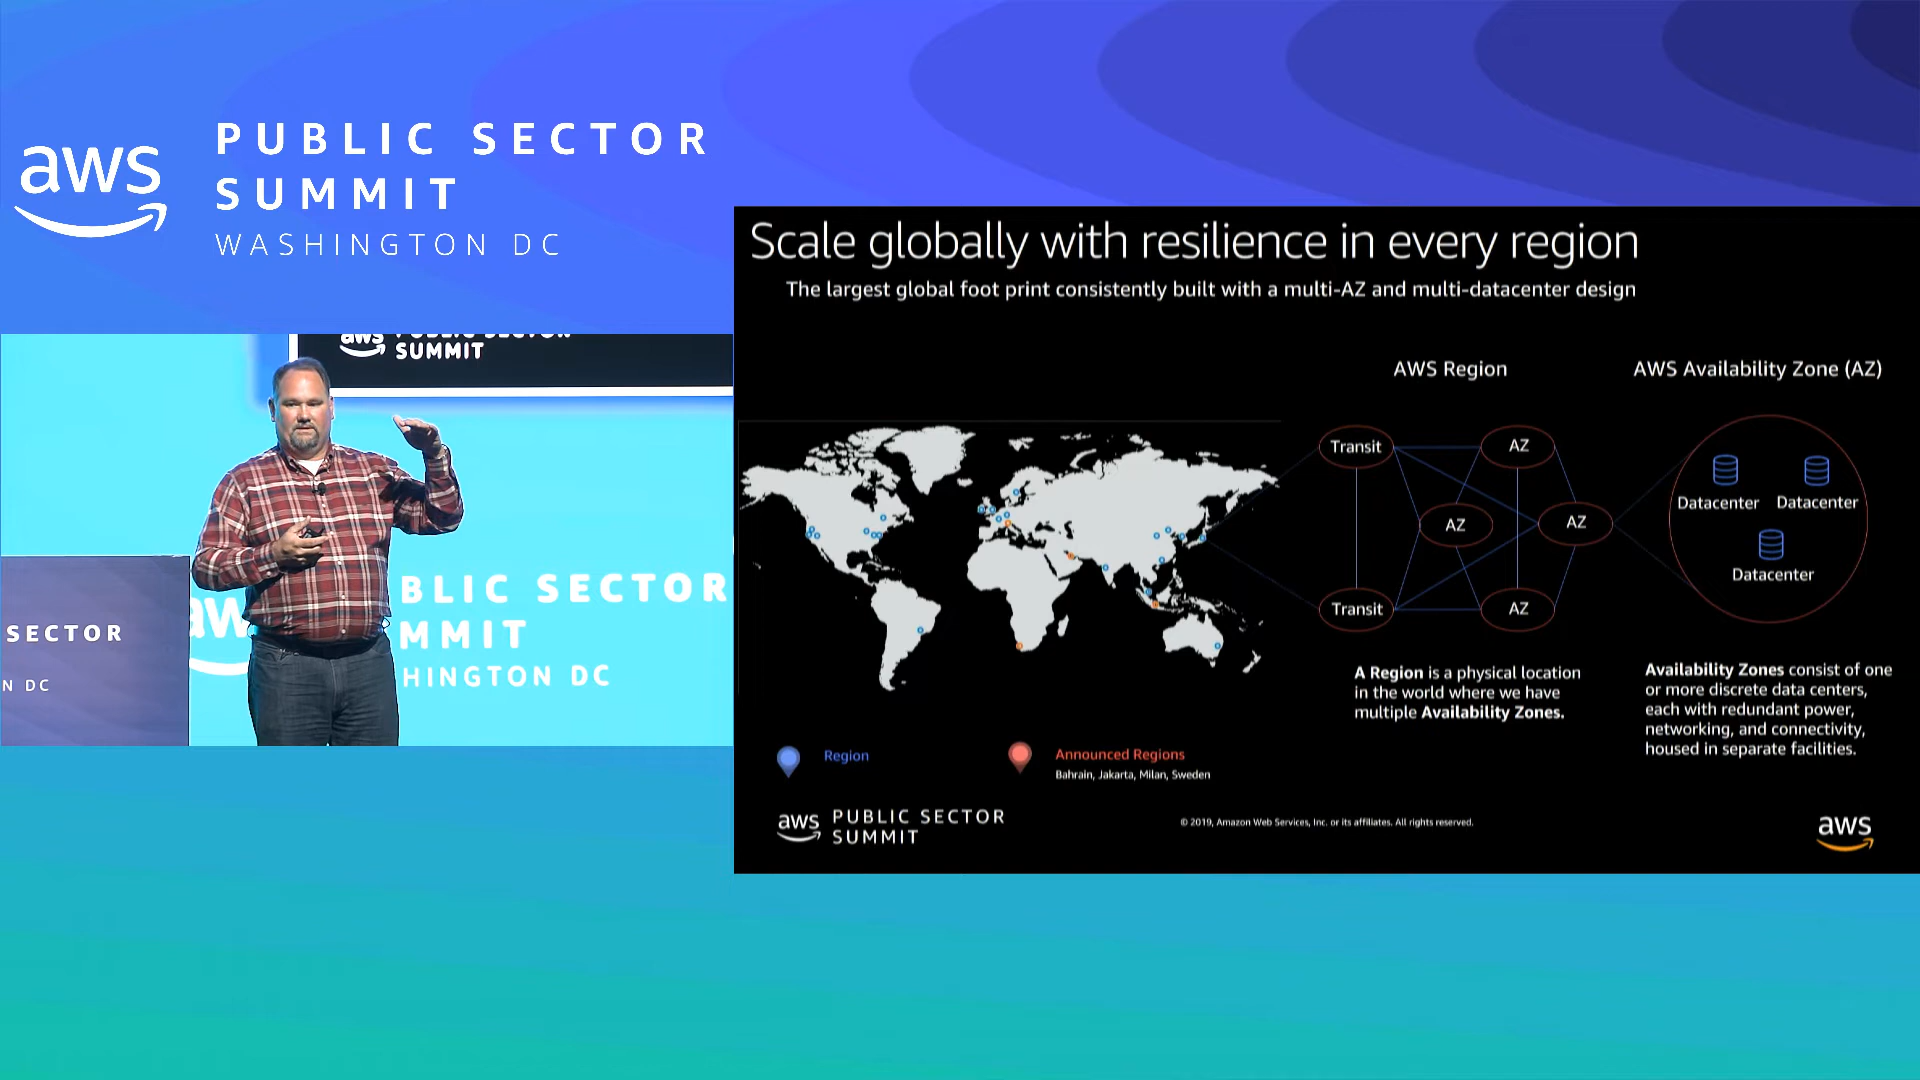 aws
PUBLIC SECTOR
SUMMIT
WASHINGTON DC
aws PUBLIC SECTOR
SUMMIT
SECTOR
N DC
aw
BLIC SECTOR
MMIT
HINGTON DC
Scale globally with resilience in every region
The largest global foot print consistently built with a multi-AZ and multi-datacenter design
AWS Region
AWS Availability Zone (AZ)
Transit
AZ
AZ
AZ
Transit
AZ
Datacenter
Datacenter
Datacenter
A Region is a physical location
in the world where we have
multiple Availability Zones.
Availability Zones consist of one
or more discrete data centers,
each with redundant power,
networking, and connectivity,
housed in separate facilities.
Region
Announced Regions
Bahrain, Jakarta, Milan, Sweden
aws
PUBLIC SECTOR
SUMMIT
© 2019, Amazon Web Services, Inc. or its affiliates. All rights reserved.
aws